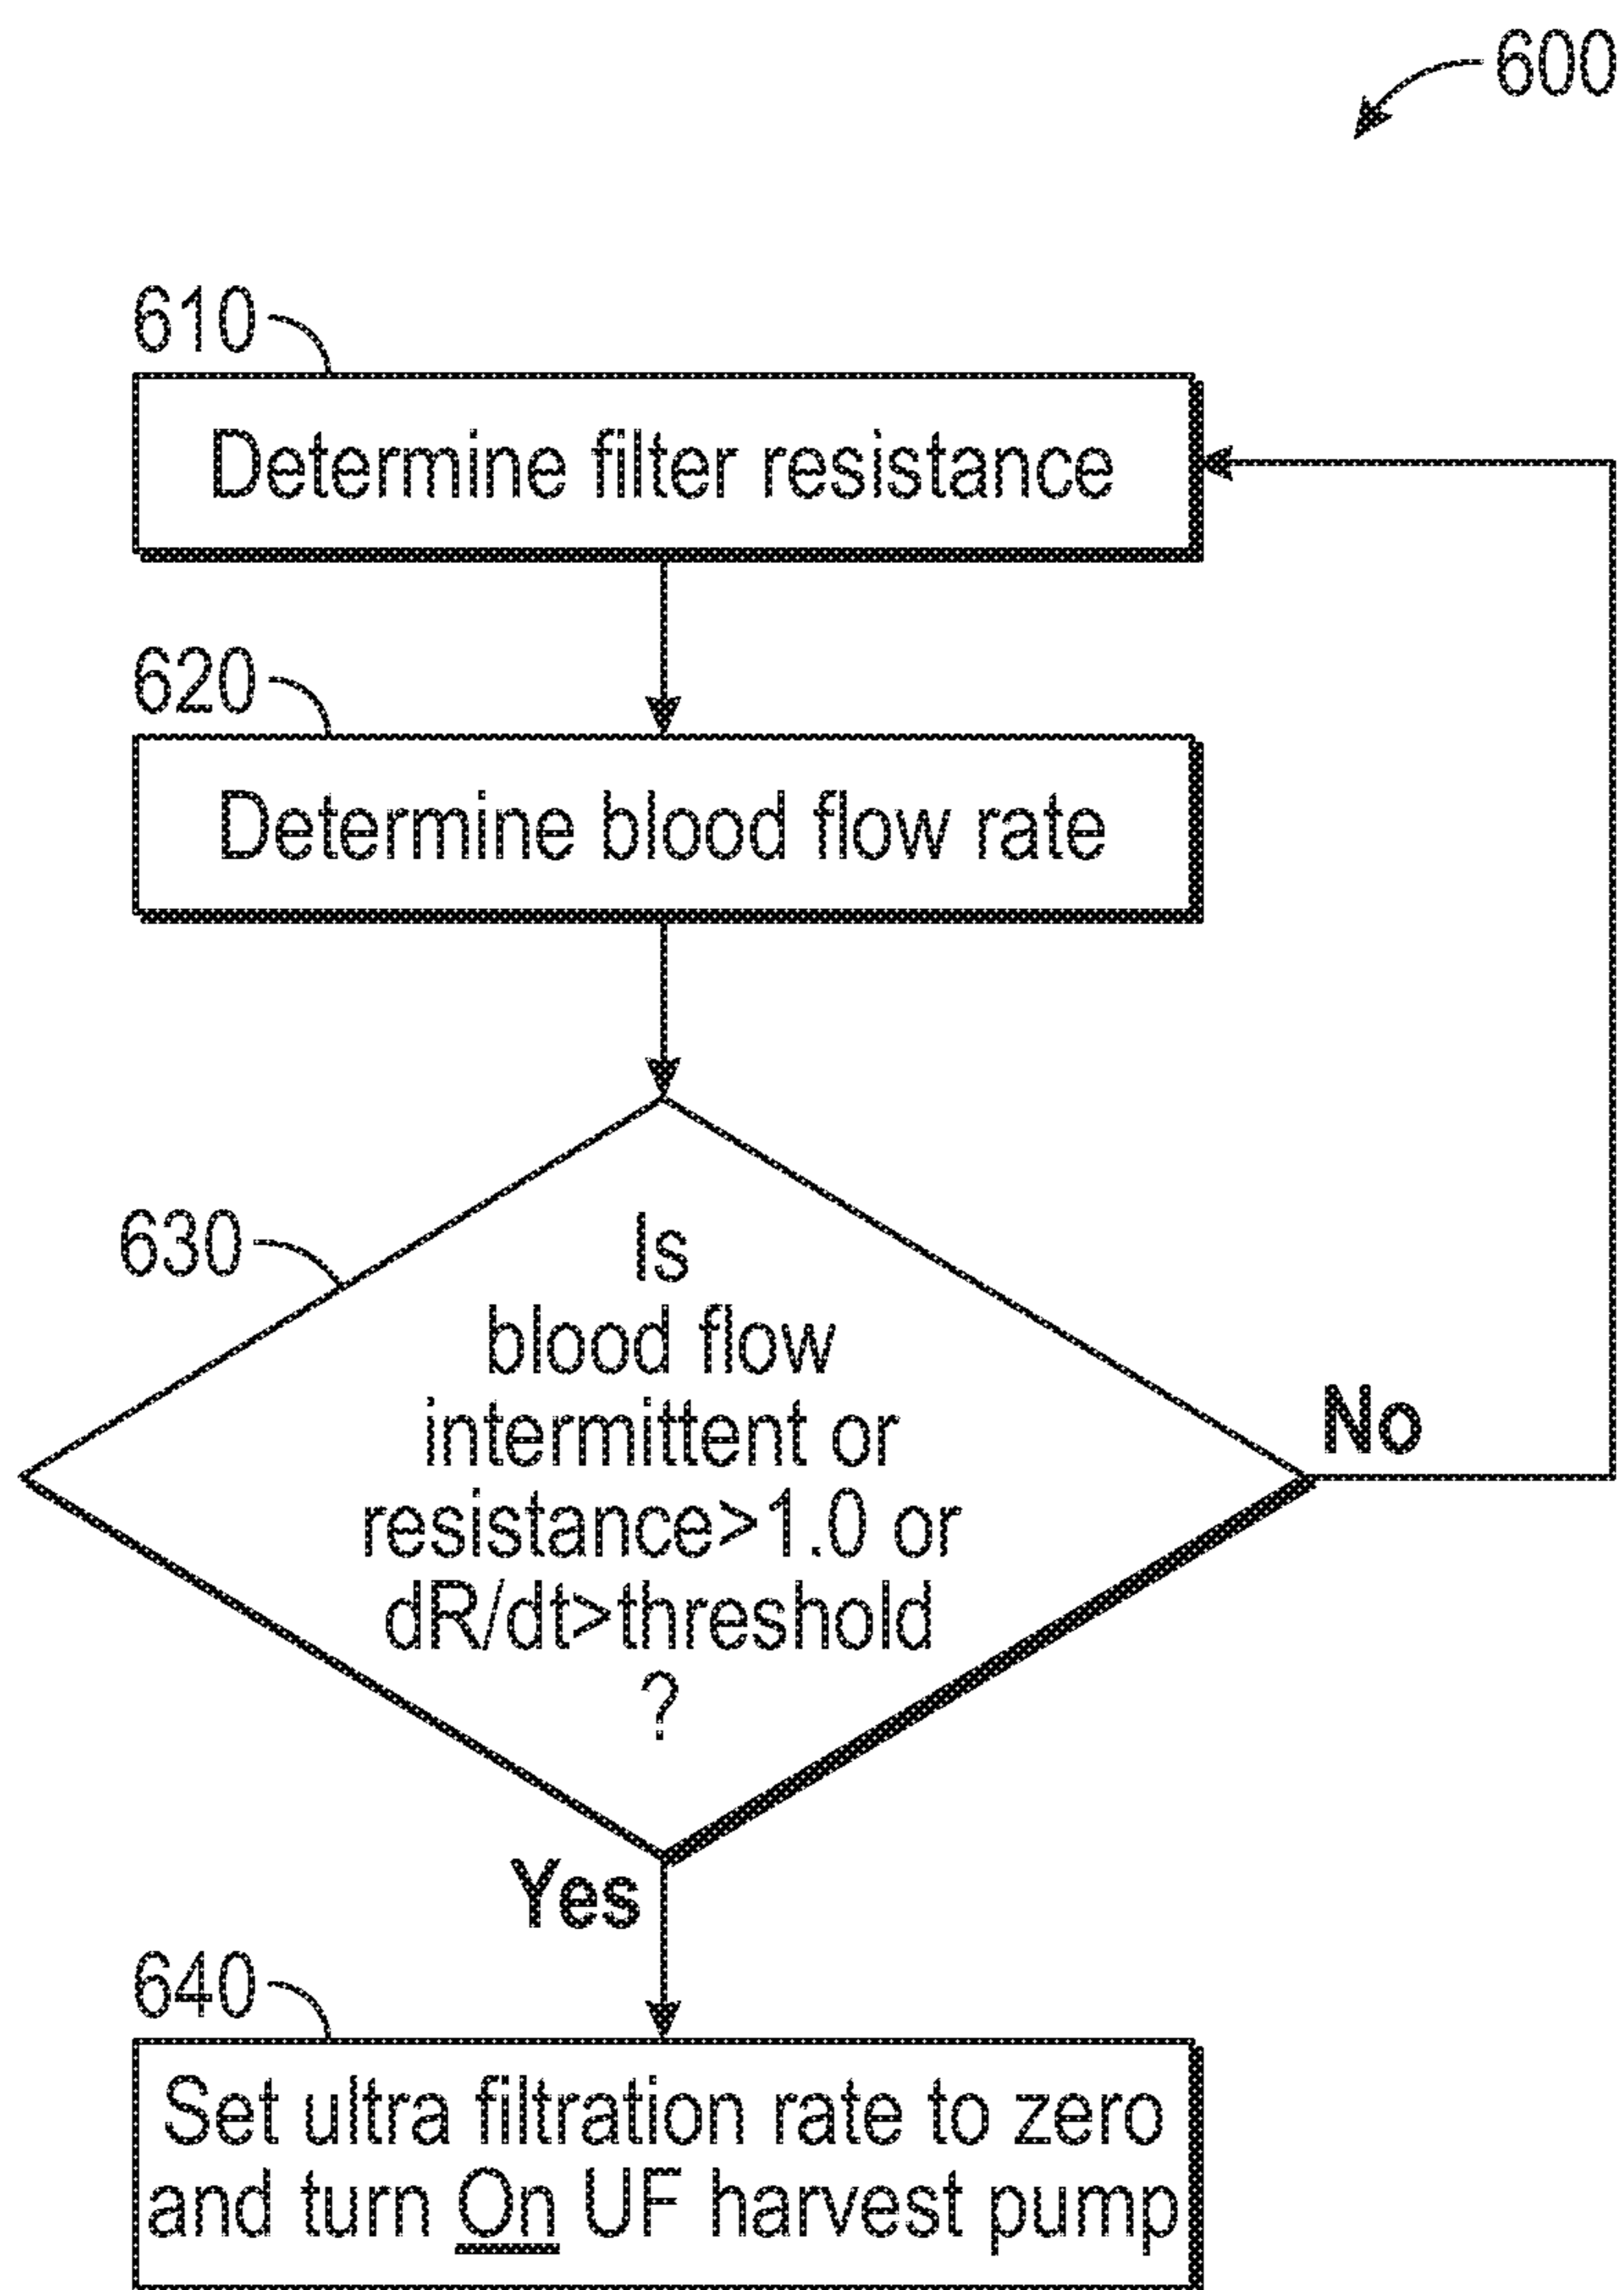 600
610
Determine filter resistance
620
Determine blood flow rate
630
Is
blood flow
intermittent or
resistance>1.0 or
dR/dt>threshold
?
No
Yes
640
Set ultra filtration rate to zero
and turn On UF harvest pump